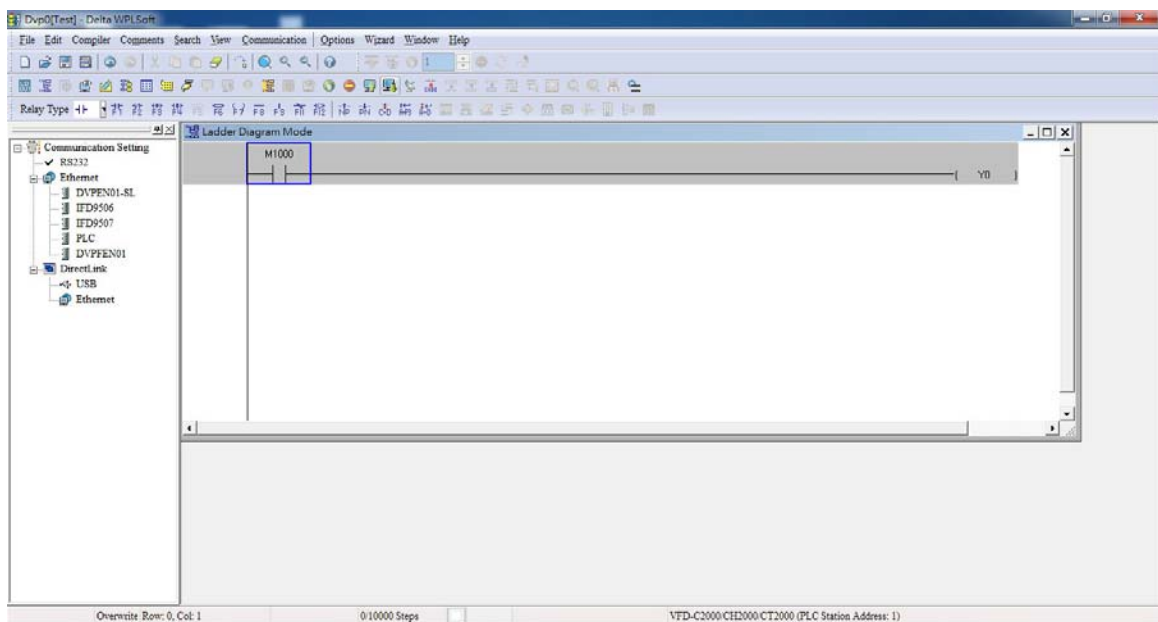 Dvp0[Test] - Delta WPLSoft
File Edit Compiler Comments Search View Communication Options Wizard Window Help
1
Relay Type
Ladder Diagram Mode
Communication Setting
RS232
Ethernet
DVPEN01-SL
IFD9506
IFD9507
PLC
DVPFEN01
DirectLink
USB
Ethernet
M1000
Y0
Overwrite Row: 0, Col: 1 0/10000 Steps VFD-C2000/CH2000/CT2000 (PLC Station Address: 1)